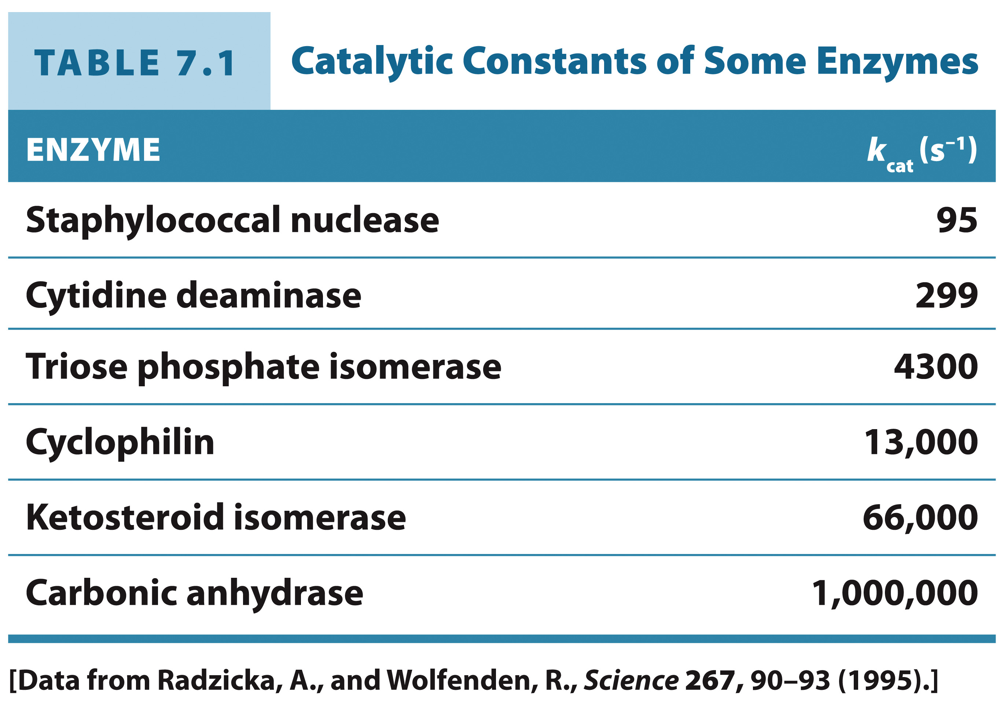 TABLE 7.1 Catalytic Constants of Some Enzymes
ENZYME kcat (s−1)
Staphylococcal nuclease 95
Cytidine deaminase 299
Triose phosphate isomerase 4300
Cyclophilin 13,000
Ketosteroid isomerase 66,000
Carbonic anhydrase 1,000,000
[Data from Radzicka, A., and Wolfenden, R., Science 267, 90–93 (1995).]